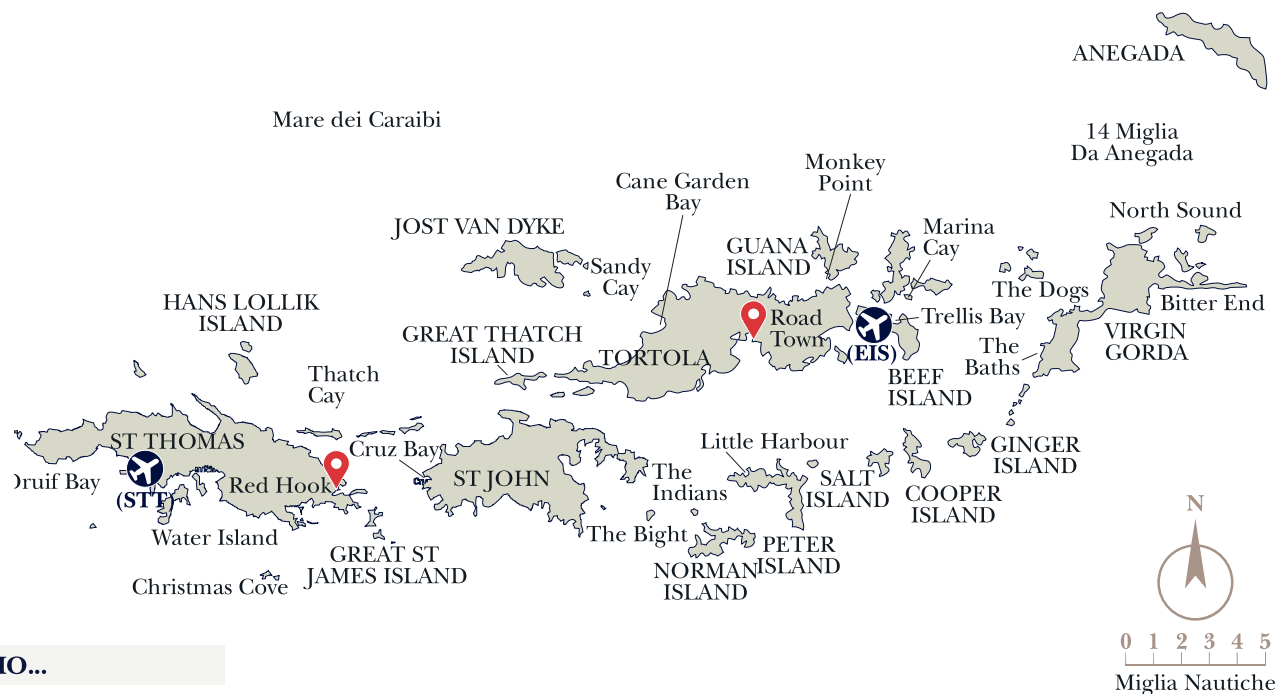 ANEGADA
Mare dei Caraibi
14 Miglia
Da Anegada
Monkey
Point
Cane Garden
Bay
North Sound
JOST VAN DYKE
GUANA
ISLAND
Marina
Cay
Sandy
Cay
The Dogs
Bitter End
HANS LOLLIK
ISLAND
Road
Town
Trellis Bay
GREAT THATCH
ISLAND
TORTOLA
(EIS)
The
Baths
VIRGIN
GORDA
BEEF
ISLAND
Thatch
Cay
ST THOMAS
Cruz Bay
Little Harbour
GINGER
ISLAND
ruif Bay
(STT)
Red Hook
ST JOHN
The
Indians
SALT
ISLAND
COOPER
ISLAND
Water Island
The Bight
PETER
ISLAND
GREAT ST
JAMES ISLAND
NORMAN
ISLAND
Christmas Cove
N
0 1 2 3 4 5
Miglia Nautiche
IO...